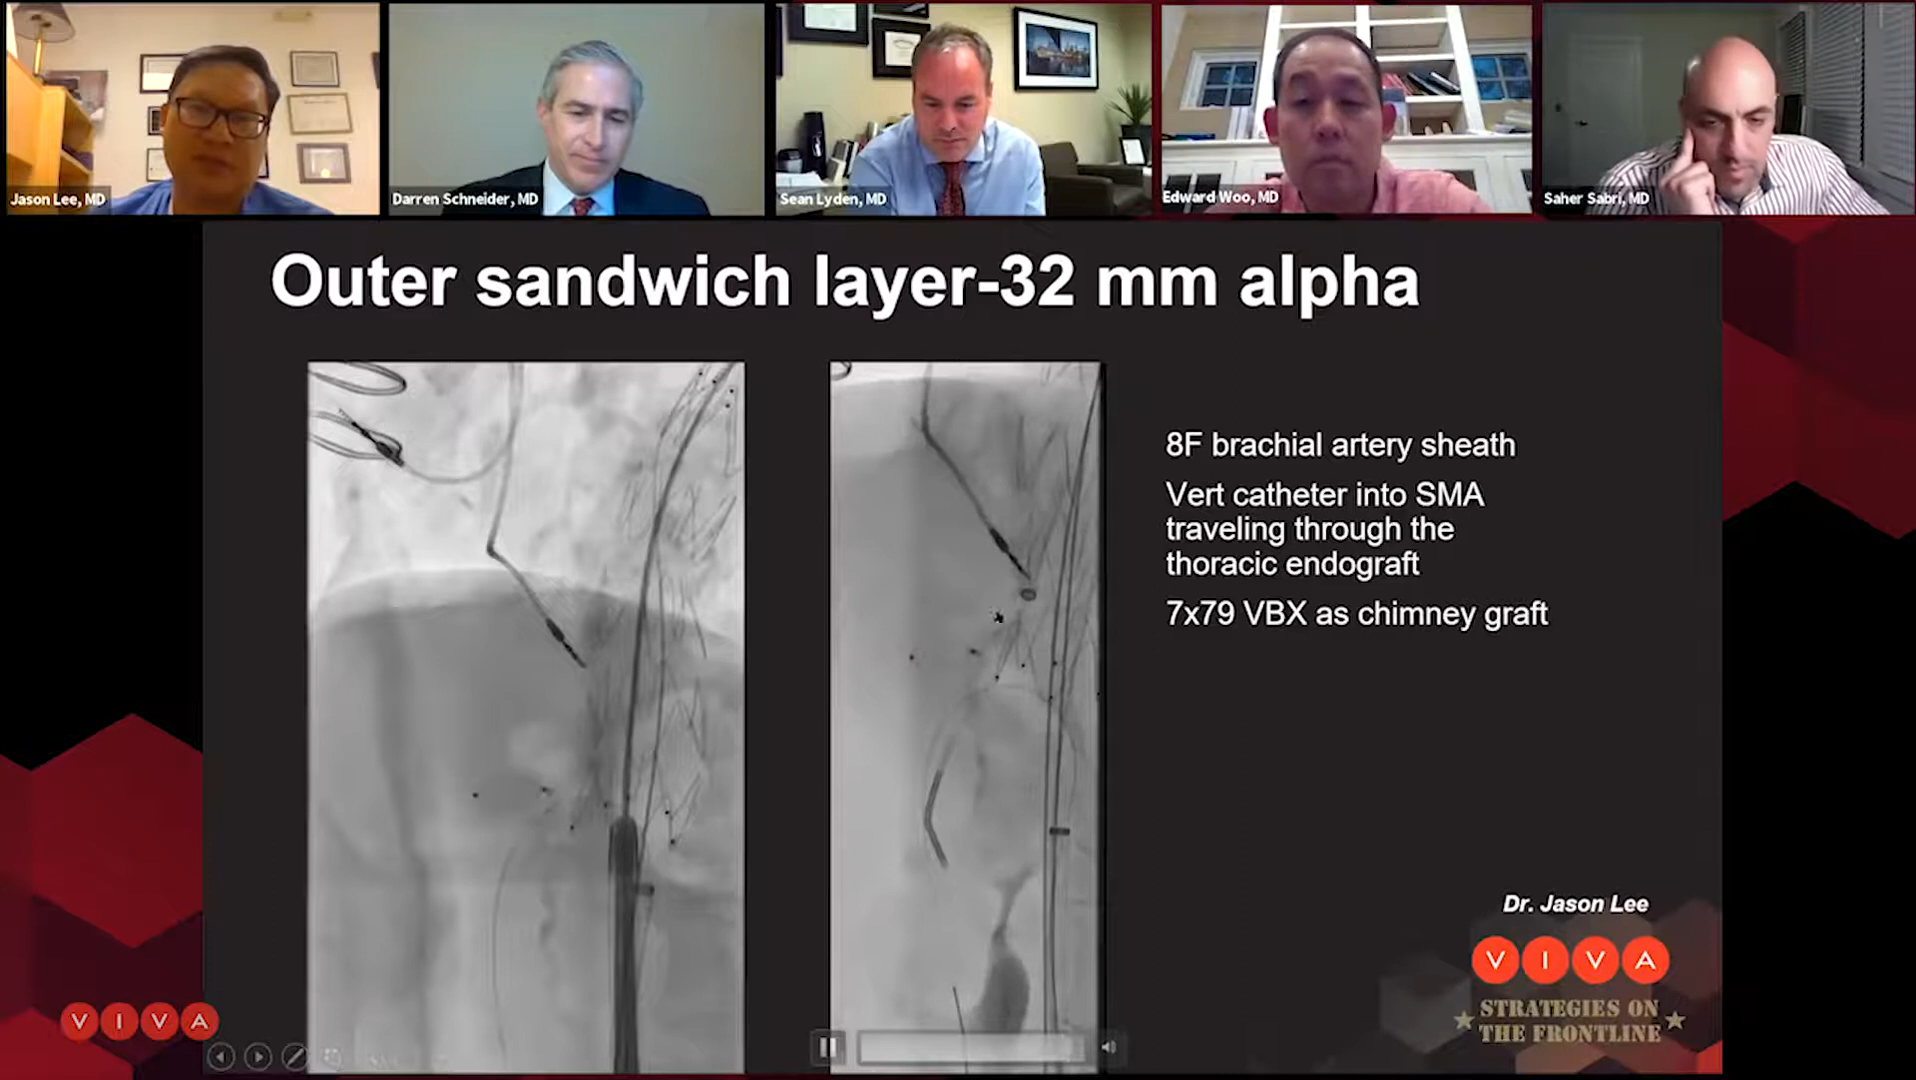 Jason Lee, MD
Darren Schneider, MD
Sean Lyden, MD
Edward Woo, MD
Saher Sabri, MD
Outer sandwich layer-32 mm alpha
8F brachial artery sheath
Vert catheter into SMA
traveling through the
thoracic endograft
7x79 VBX as chimney graft
Dr. Jason Lee
VIVA
STRATEGIES ON
THE FRONTLINE
VIVA